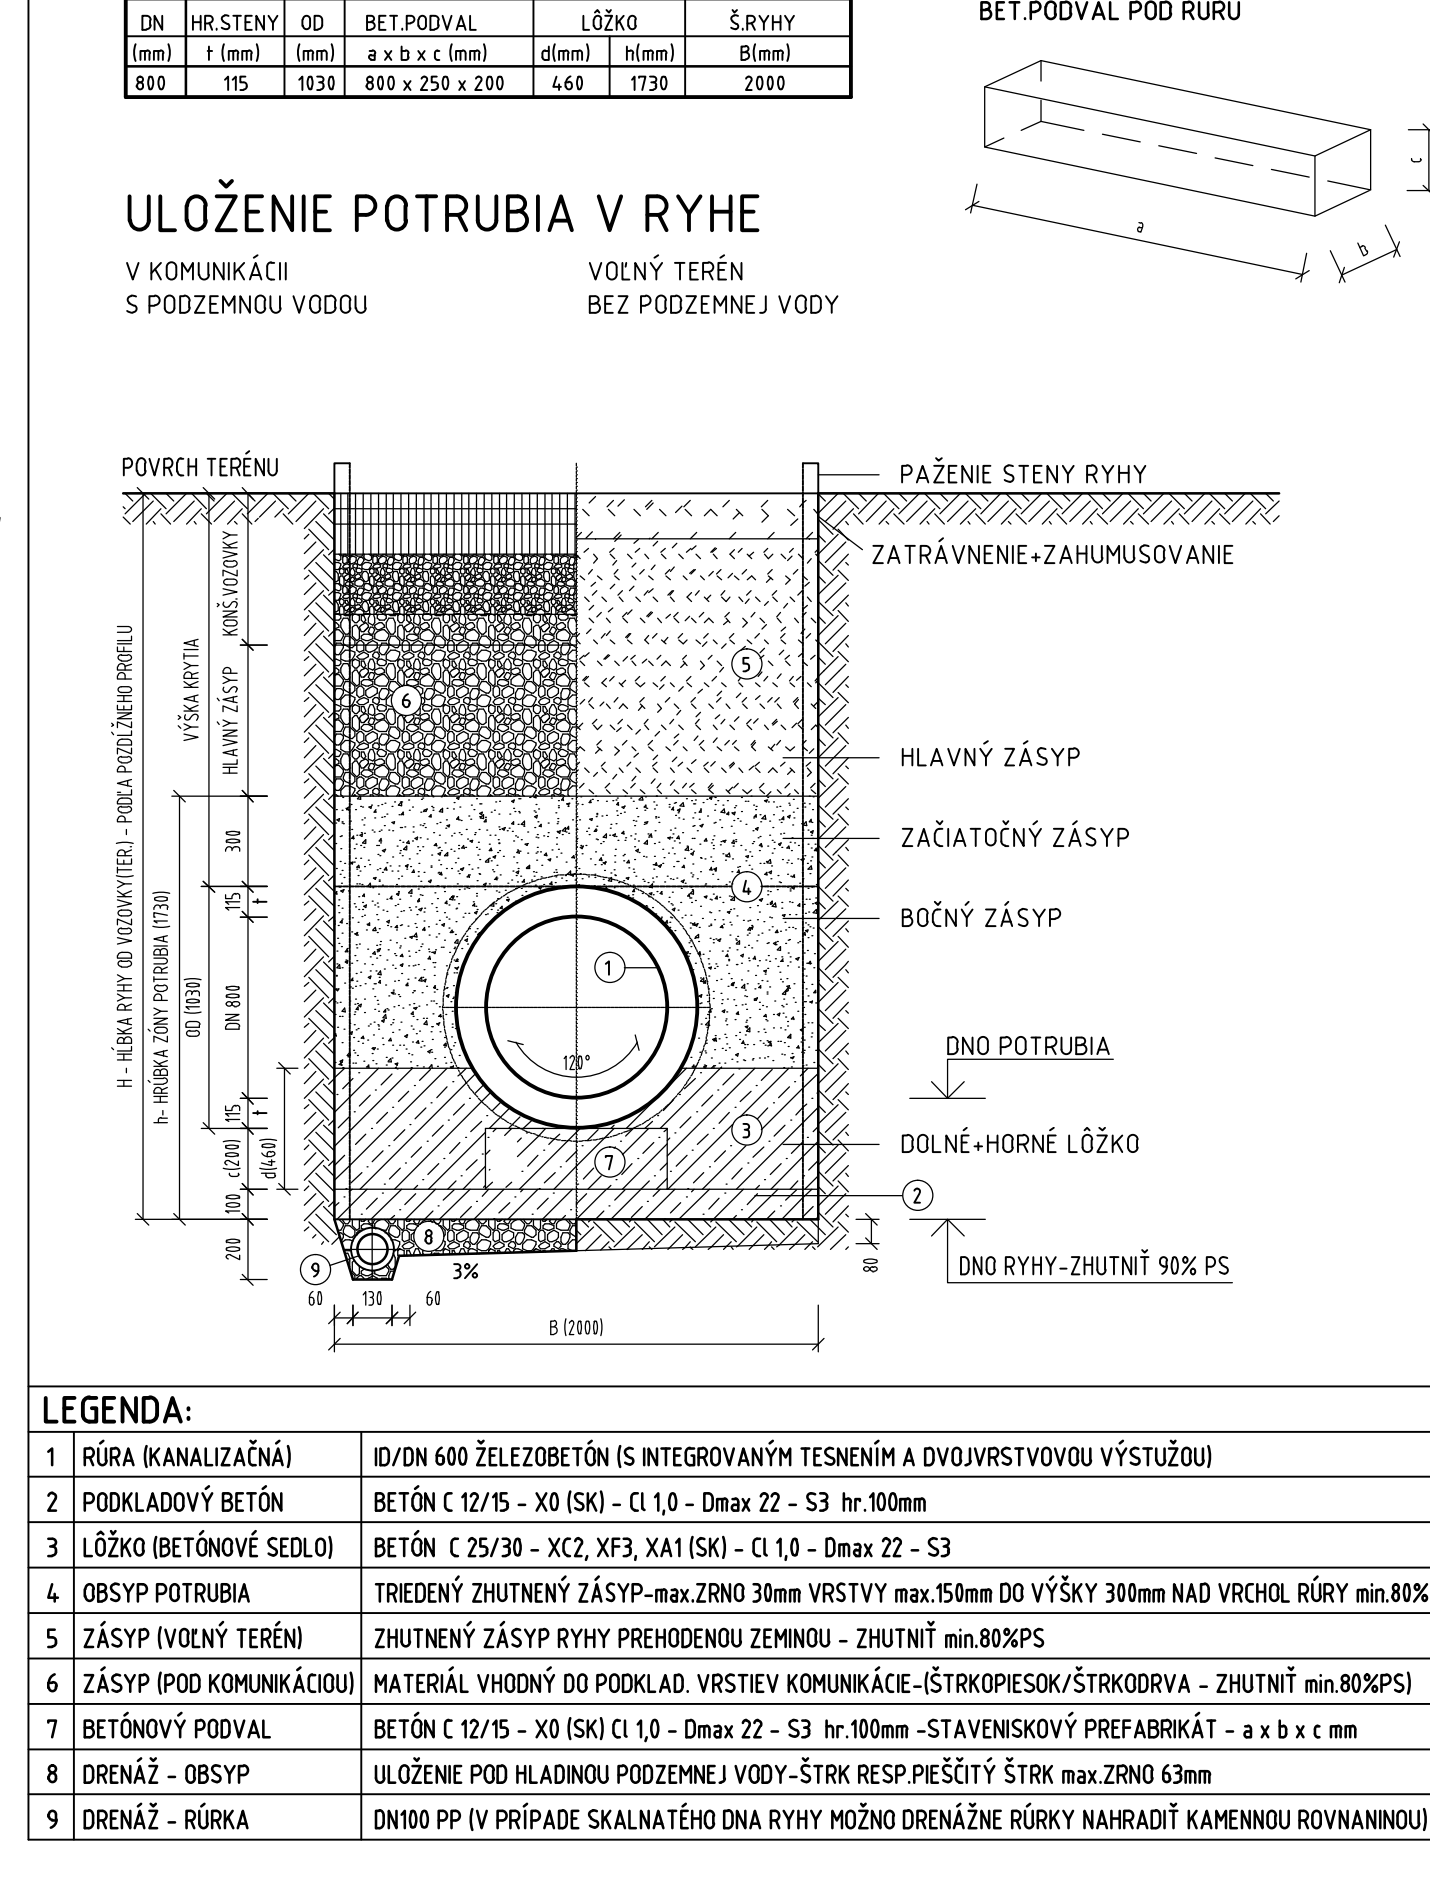 DN HR.STENY OD BET.PODVAL LÔŽKO Š.RYHY
(mm) t (mm) (mm) a x b x c (mm) d(mm) h(mm) B(mm)
800 115 1030 800 x 250 x 200 460 1730 2000
BET.PODVAL POD RÚRU
a
b
c
ULOŽENIE POTRUBIA V RYHE
V KOMUNIKÁCII
S PODZEMNOU VODOU
VOĽNÝ TERÉN
BEZ PODZEMNEJ VODY
POVRCH TERÉNU
PAŽENIE STENY RYHY
ZATRÁVNENIE+ZAHUMUSOVANIE
H - HĹBKA RYHY OD VOZOVKY(TER.) - PODĽA POZDĹŽNEHO PROFILU
h- HRÚBKA ZÓNY POTRUBIA (1730)
VÝŠKA KRYTIA
OD (1030)
KONŠ.VOZOVKY
HLAVNÝ ZÁSYP
300
115
t
DN 800
115
t
c(200)
d(460)
100
200
5
6
HLAVNÝ ZÁSYP
ZAČIATOČNÝ ZÁSYP
4
BOČNÝ ZÁSYP
1
120°
DNO POTRUBIA
3
DOLNÉ+HORNÉ LÔŽKO
7
2
8
9
3%
80
DNO RYHY-ZHUTNIŤ 90% PS
60 130 60
B (2000)
LEGENDA:
1 RÚRA (KANALIZAČNÁ) ID/DN 600 ŽELEZOBETÓN (S INTEGROVANÝM TESNENÍM A DVOJVRSTVOVOU VÝSTUŽOU)
2 PODKLADOVÝ BETÓN BETÓN C 12/15 - X0 (SK) - Cl 1,0 - Dmax 22 - S3 hr.100mm
3 LÔŽKO (BETÓNOVÉ SEDLO) BETÓN C 25/30 - XC2, XF3, XA1 (SK) - Cl 1,0 - Dmax 22 - S3
4 OBSYP POTRUBIA TRIEDENÝ ZHUTNENÝ ZÁSYP-max.ZRNO 30mm VRSTVY max.150mm DO VÝŠKY 300mm NAD VRCHOL RÚRY min.80%
5 ZÁSYP (VOĽNÝ TERÉN) ZHUTNENÝ ZÁSYP RYHY PREHODENOU ZEMINOU - ZHUTNIŤ min.80%PS
6 ZÁSYP (POD KOMUNIKÁCIOU) MATERIÁL VHODNÝ DO PODKLAD. VRSTIEV KOMUNIKÁCIE-(ŠTRKOPIESOK/ŠTRKODRVA - ZHUTNIŤ min.80%PS)
7 BETÓNOVÝ PODVAL BETÓN C 12/15 - X0 (SK) Cl 1,0 - Dmax 22 - S3 hr.100mm -STAVENISKOVÝ PREFABRIKÁT - a x b x c mm
8 DRENÁŽ - OBSYP ULOŽENIE POD HLADINOU PODZEMNEJ VODY-ŠTRK RESP.PIEŠČITÝ ŠTRK max.ZRNO 63mm
9 DRENÁŽ - RÚRKA DN100 PP (V PRÍPADE SKALNATÉHO DNA RYHY MOŽNO DRENÁŽNE RÚRKY NAHRADIŤ KAMENNOU ROVNANINOU)